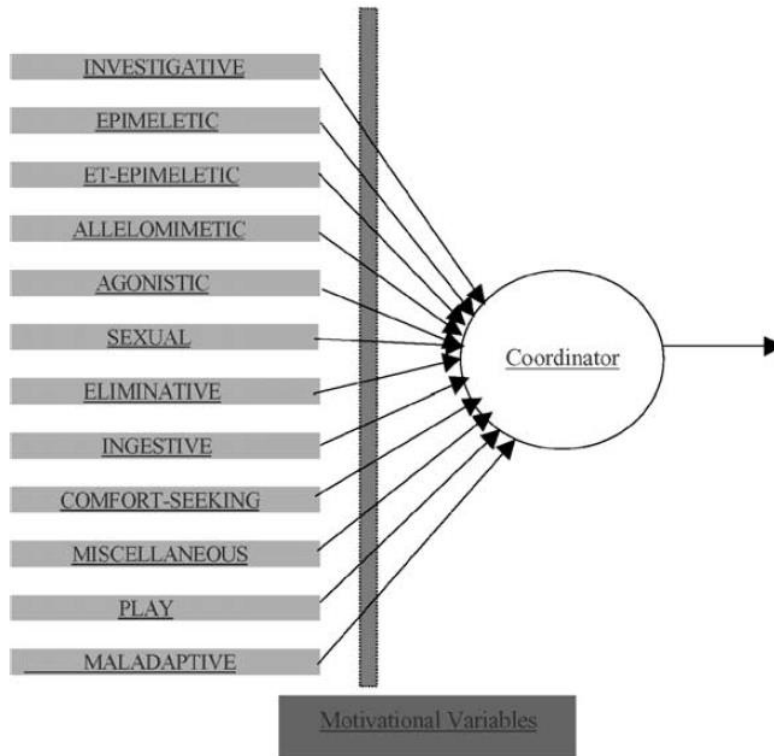 INVESTIGATIVE
EPIMELETIC
ET-EPIMELETIC
ALLELOMIMETIC
AGONISTIC
SEXUAL
ELIMINATIVE
INGESTIVE
COMFORT-SEEKING
MISCELLANEOUS
PLAY
MALADAPTIVE
Coordinator
Motivational Variables